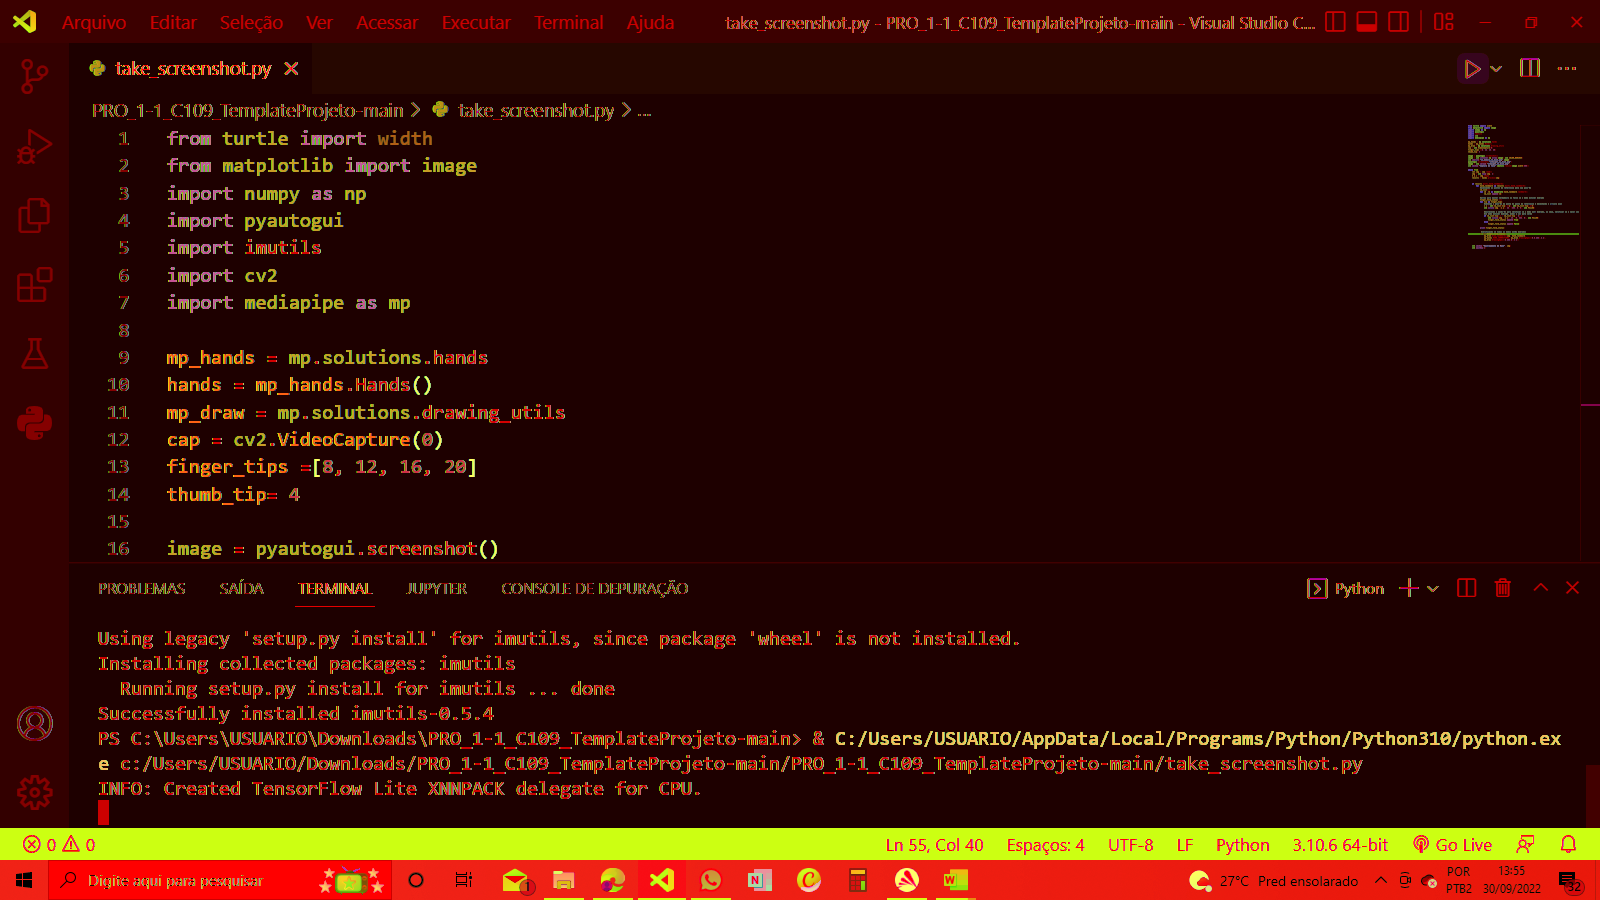 Arquivo Editar Seleção Ver Acessar Executar Terminal Ajuda take_screenshot.py - PRO_1-1_C109_TemplateProjeto-main - Visual Studio C...
take_screenshot.py
PRO_1-1_C109_TemplateProjeto-main > take_screenshot.py > ...
1 from turtle import width
2 from matplotlib import image
3 import numpy as np
4 import pyautogui
5 import imutils
6 import cv2
7 import mediapipe as mp
8
9 mp_hands = mp.solutions.hands
10 hands = mp_hands.Hands()
11 mp_draw = mp.solutions.drawing_utils
12 cap = cv2.VideoCapture(0)
13 finger_tips =[8, 12, 16, 20]
14 thumb_tip= 4
15
16 image = pyautogui.screenshot()
PROBLEMAS SAÍDA TERMINAL JUPYTER CONSOLE DE DEPURAÇÃO Python
Using legacy 'setup.py install' for imutils, since package 'wheel' is not installed.
Installing collected packages: imutils
Running setup.py install for imutils ... done
Successfully installed imutils-0.5.4
PS C:\Users\USUARIO\Downloads\PRO_1-1_C109_TemplateProjeto-main> & C:/Users/USUARIO/AppData/Local/Programs/Python/Python310/python.ex
e c:/Users/USUARIO/Downloads/PRO_1-1_C109_TemplateProjeto-main/PRO_1-1_C109_TemplateProjeto-main/take_screenshot.py
INFO: Created TensorFlow Lite XNNPACK delegate for CPU.
0 0 Ln 55, Col 40 Espaços: 4 UTF-8 LF Python 3.10.6 64-bit Go Live
Digite aqui para pesquisar 1 27°C Pred ensolarado POR 13:55
PTB2 30/09/2022 32